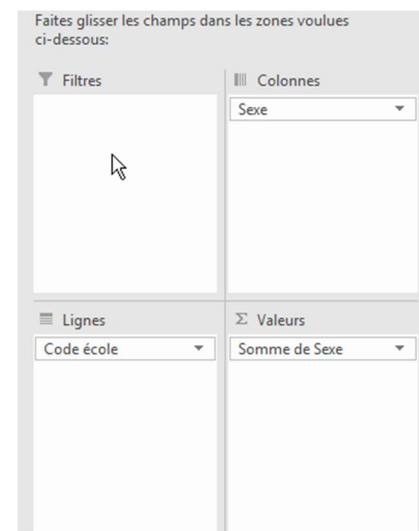 Faites glisser les champs dans les zones voulues
ci-dessous:
Filtres
Colonnes
Sexe
Lignes
Σ Valeurs
Code école
Somme de Sexe